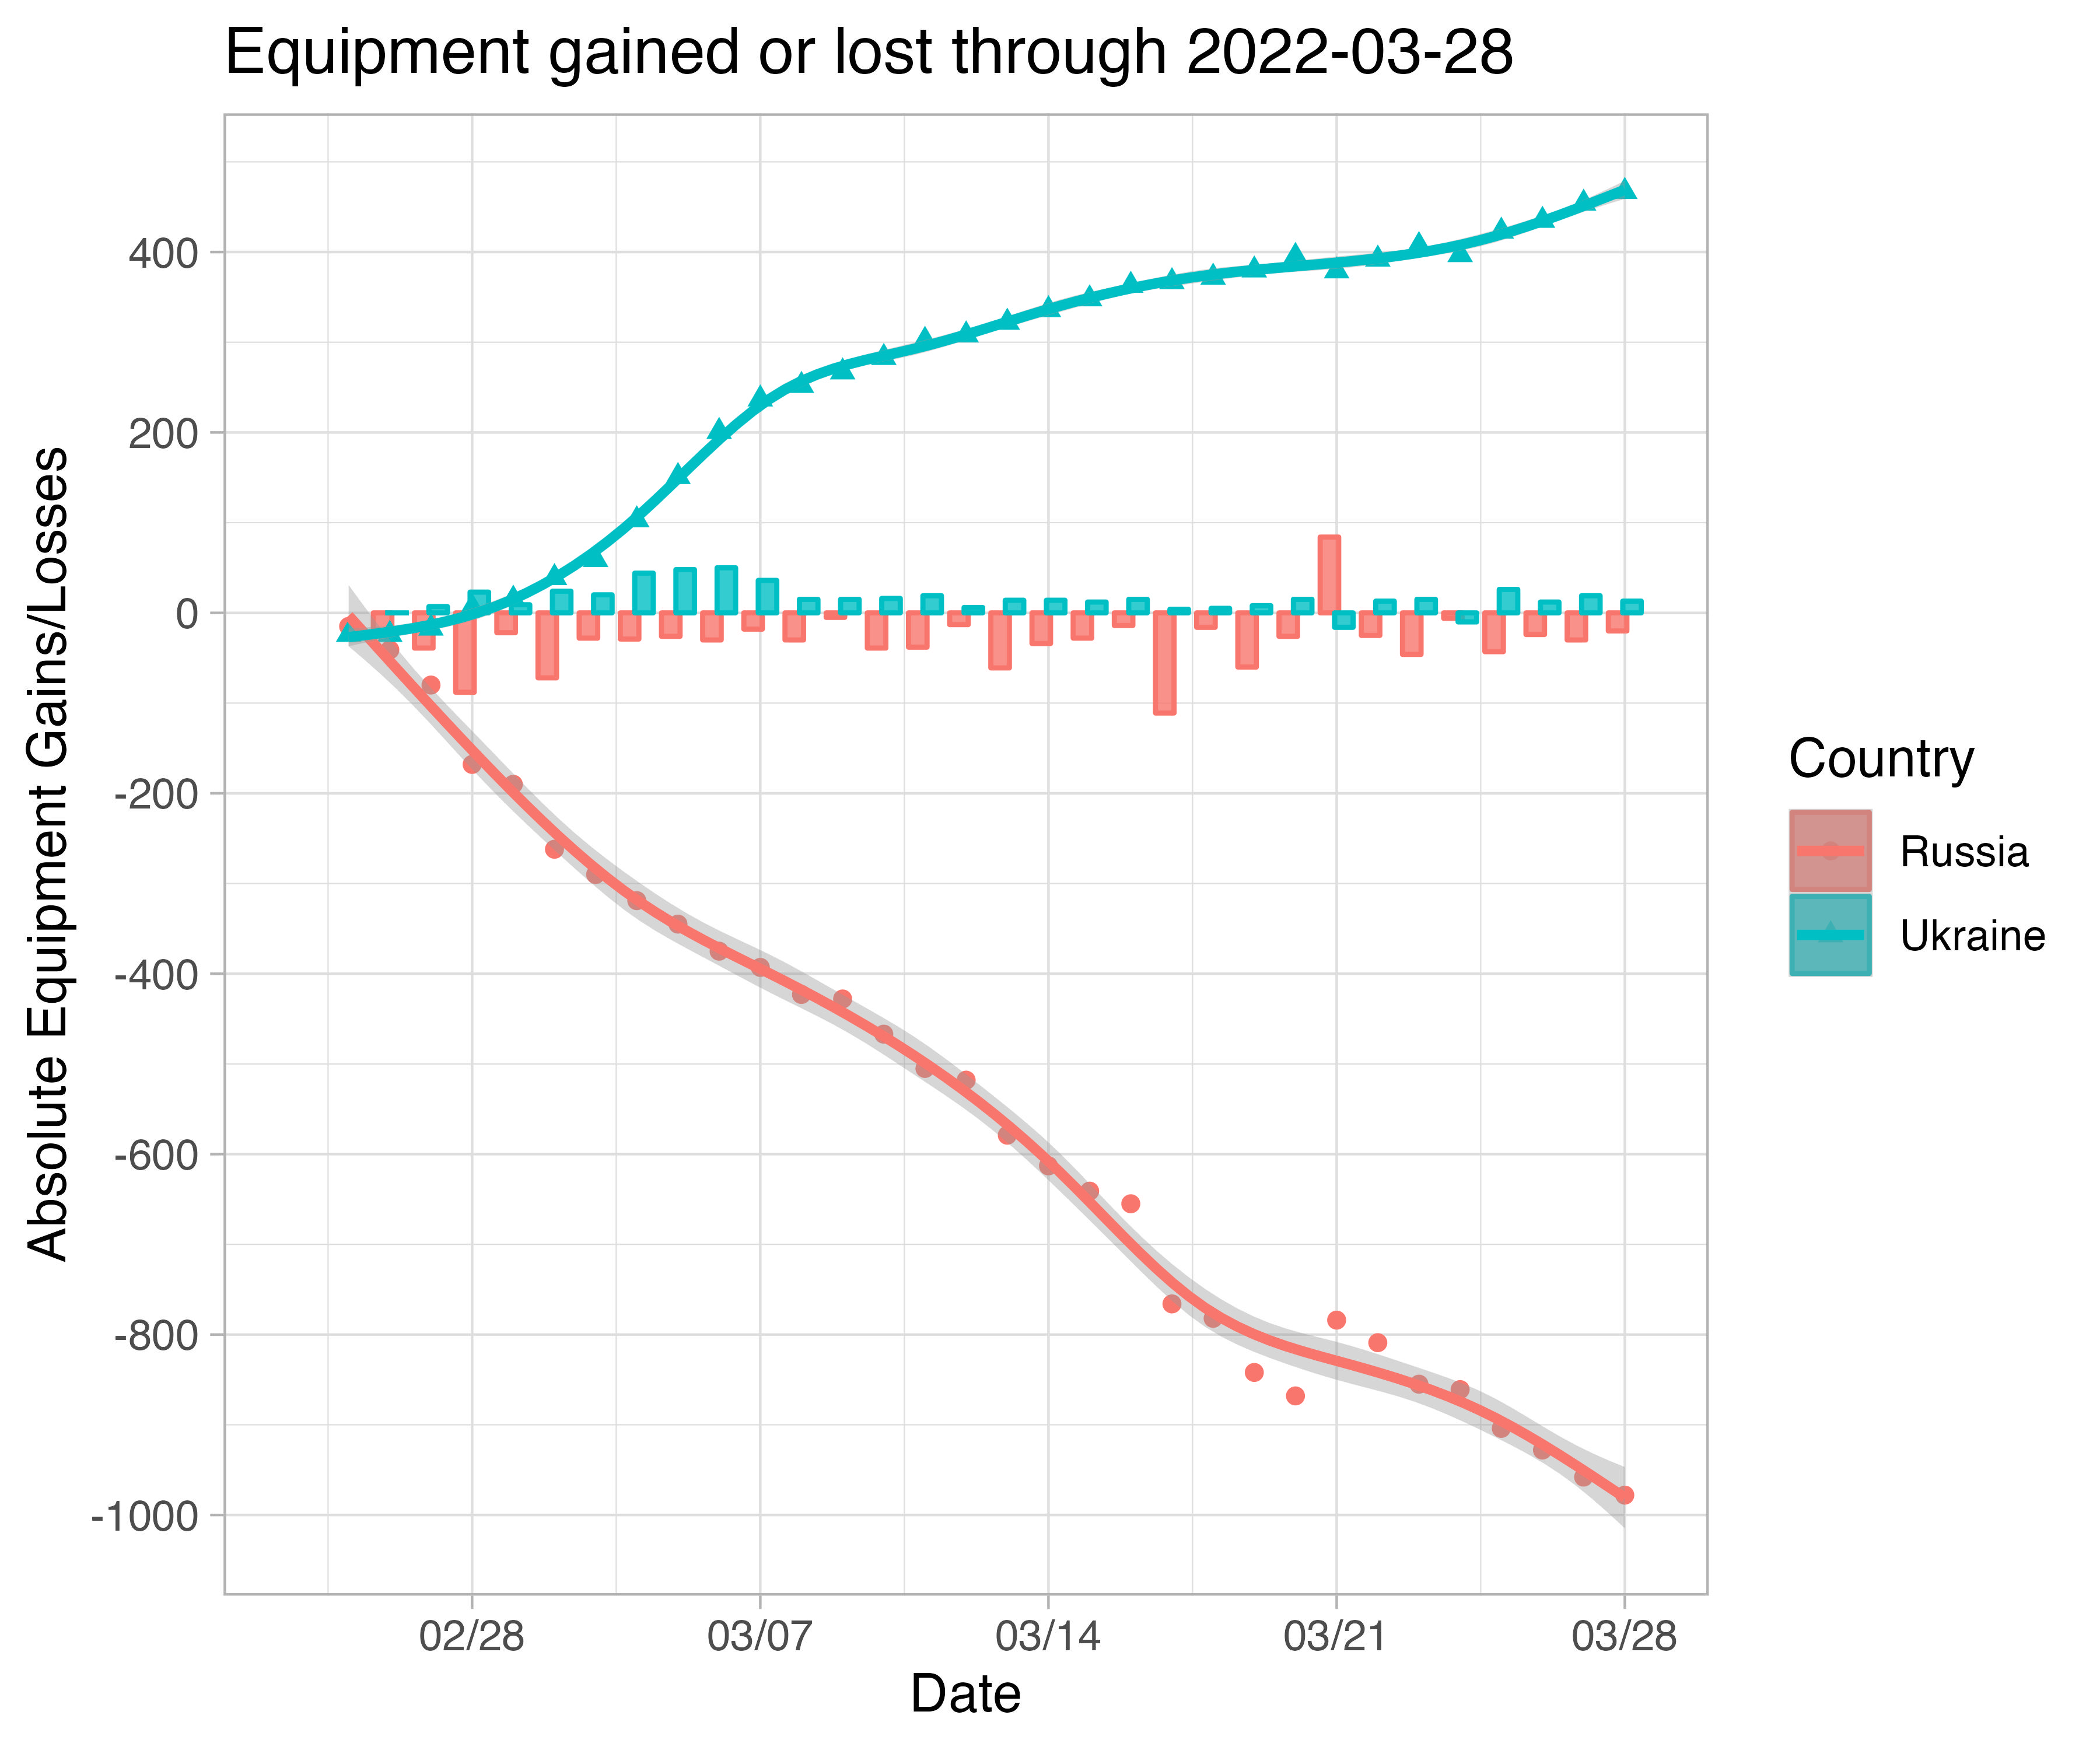 Equipment gained or lost through 2022-03-28
Absolute Equipment Gains/Losses
400
200
0
-200
-400
-600
-800
-1000
02/28
03/07
03/14
03/21
03/28
Date
Country
Russia
Ukraine